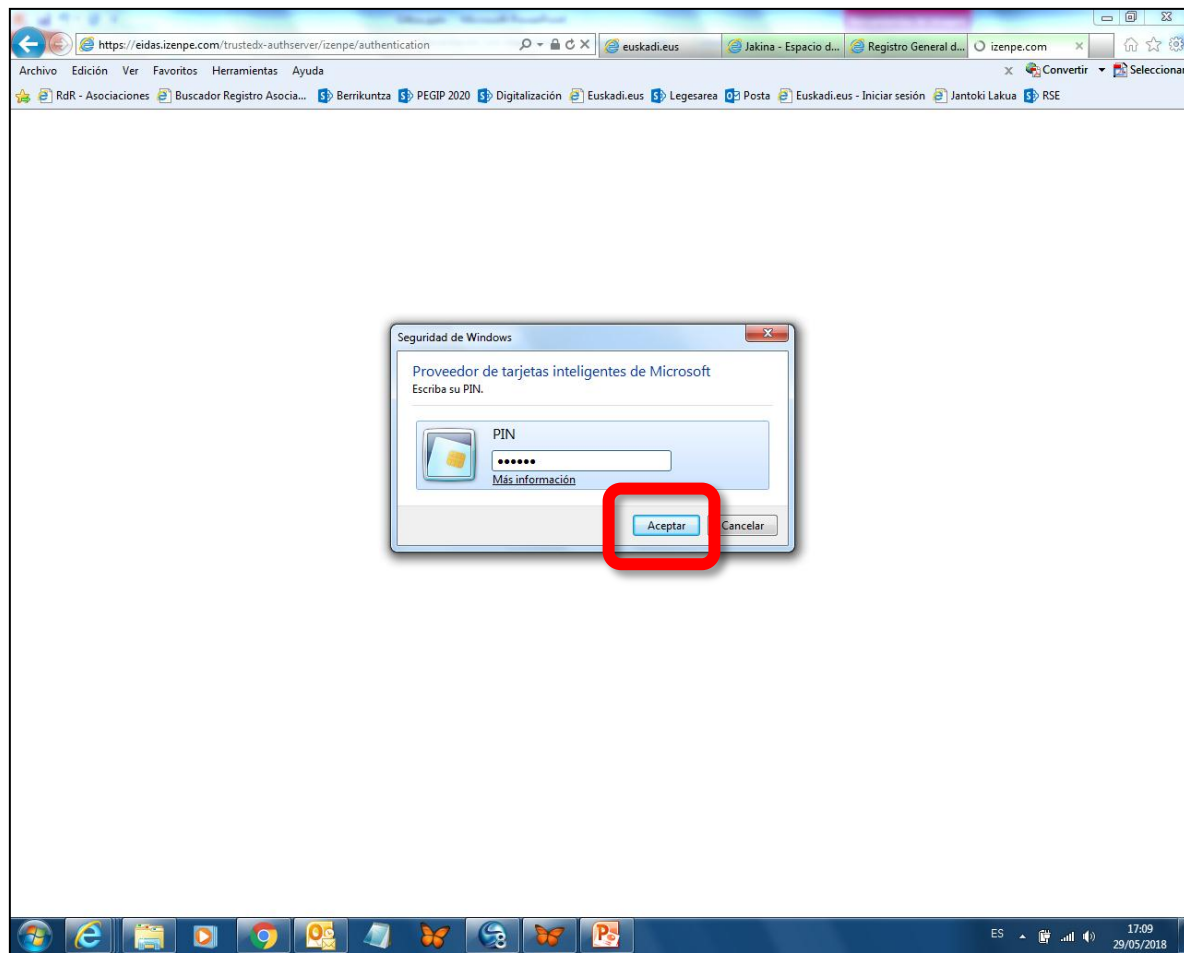 https://eidas.izenpe.com/trustedx-authserver/izenpe/authentication
euskadi.eus
Jakina - Espacio d...
Registro General d...
izenpe.com
Archivo Edición Ver Favoritos Herramientas Ayuda
Convertir
Seleccionar
RdR - Asociaciones Buscador Registro Asocia... Berrikuntza PEGIP 2020 Digitalización Euskadi.eus Legesarea Posta Euskadi.eus - Iniciar sesión Jantoki Lakua RSE
Seguridad de Windows
Proveedor de tarjetas inteligentes de Microsoft
Escriba su PIN.
PIN
••••••
Más información
Aceptar Cancelar
ES
17:09
29/05/2018